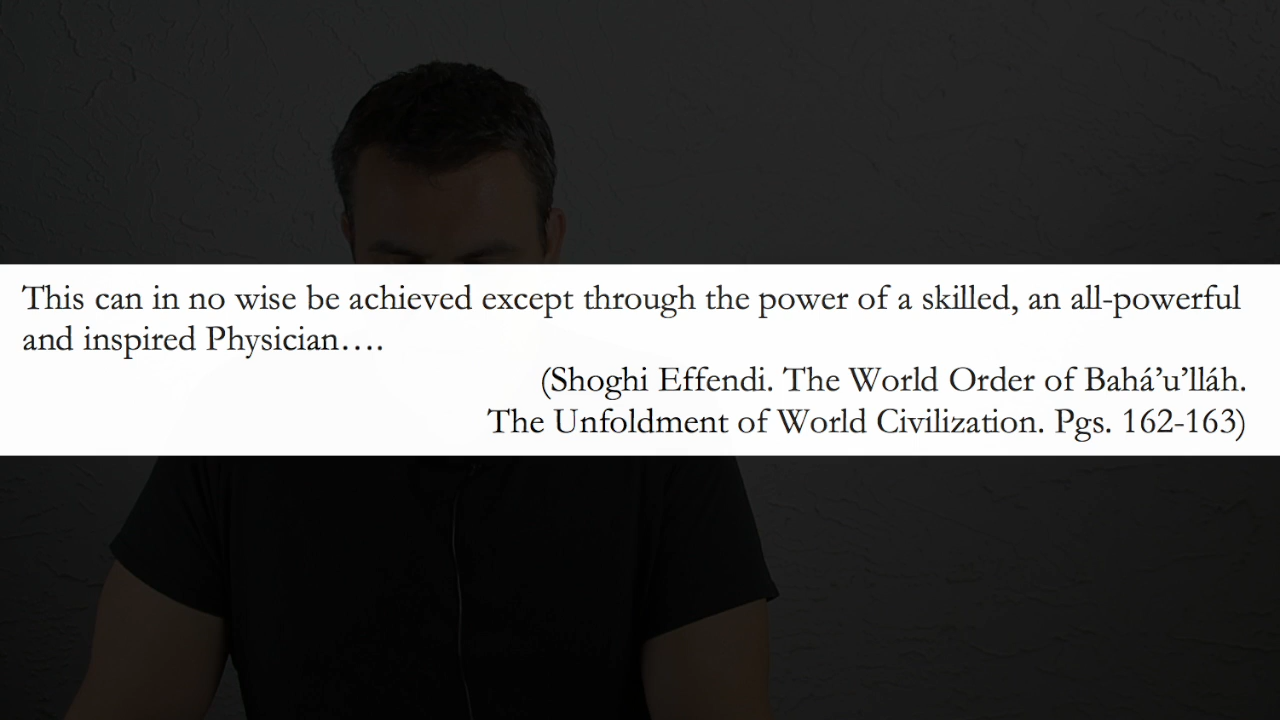 This can in no wise be achieved except through the power of a skilled, an all-powerful
and inspired Physician….
(Shoghi Effendi. The World Order of Bahá’u’lláh.
The Unfoldment of World Civilization. Pgs. 162-163)